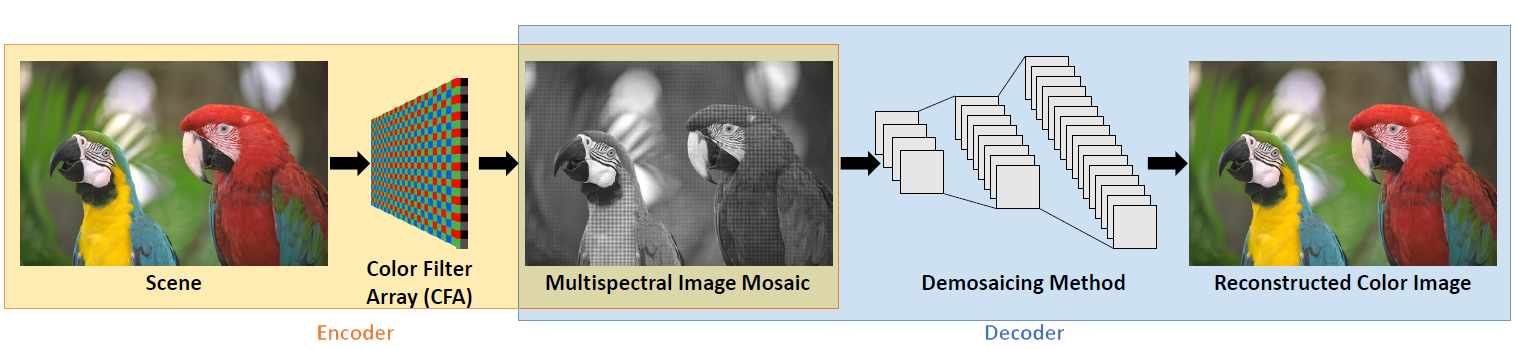 Scene
Color Filter
Array (CFA)
Multispectral Image Mosaic
Demosaicing Method
Reconstructed Color Image
Encoder
Decoder